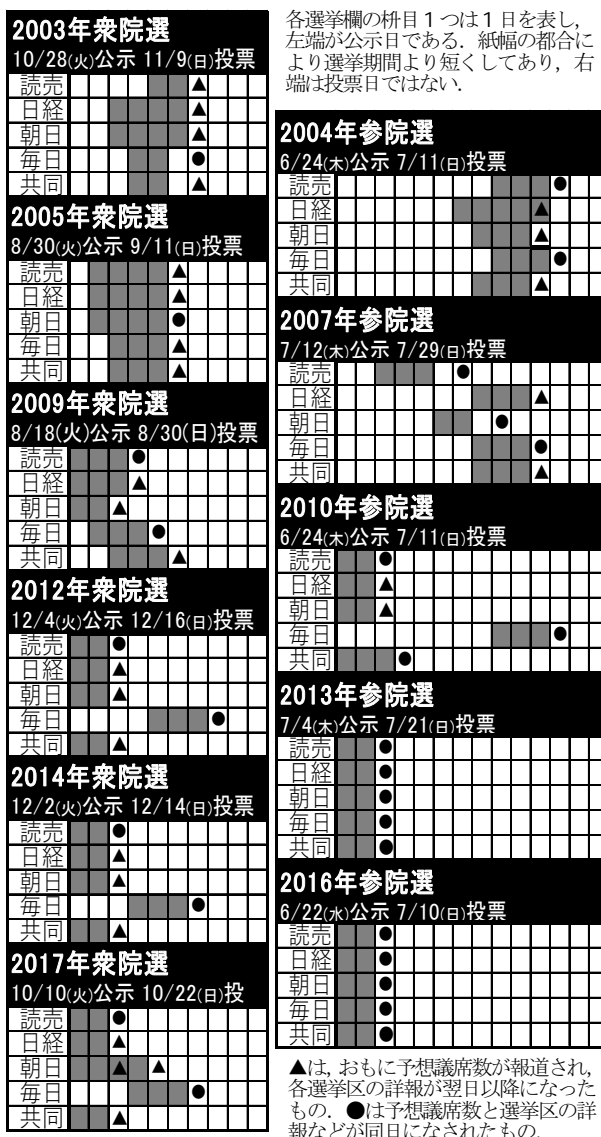 2003年衆院選
10/28(火)公示 11/9(日)投票
読売 ▲
日経 ▲
朝日 ▲
毎日 ●
共同 ▲
2005年衆院選
8/30(火)公示 9/11(日)投票
読売 ▲
日経 ▲
朝日 ●
毎日 ▲
共同 ▲
2009年衆院選
8/18(火)公示 8/30(日)投票
読売 ●
日経 ▲
朝日 ▲
毎日 ●
共同 ▲
2012年衆院選
12/4(火)公示 12/16(日)投票
読売 ●
日経 ▲
朝日 ▲
毎日 ●
共同 ▲
2014年衆院選
12/2(火)公示 12/14(日)投票
読売 ●
日経 ▲
朝日 ▲
毎日 ●
共同 ▲
2017年衆院選
10/10(火)公示 10/22(日)投
読売 ●
日経 ▲
朝日 ▲ ▲
毎日 ●
共同 ▲
各選挙欄の枡目1つは1日を表し,
左端が公示日である. 紙幅の都合に
より選挙期間より短くしてあり, 右
端は投票日ではない.
2004年参院選
6/24(木)公示 7/11(日)投票
読売 ●
日経 ▲
朝日 ▲
毎日 ●
共同 ▲
2007年参院選
7/12(木)公示 7/29(日)投票
読売 ●
日経 ▲
朝日 ●
毎日 ●
共同 ▲
2010年参院選
6/24(木)公示 7/11(日)投票
読売 ●
日経 ▲
朝日 ▲
毎日 ●
共同 ●
2013年参院選
7/4(木)公示 7/21(日)投票
読売 ●
日経 ●
朝日 ●
毎日 ●
共同 ●
2016年参院選
6/22(水)公示 7/10(日)投票
読売 ●
日経 ●
朝日 ●
毎日 ●
共同 ●
▲は, おもに予想議席数が報道され,
各選挙区の詳報が翌日以降になった
もの. ●は予想議席数と選挙区の詳
報などが同日になされたもの.